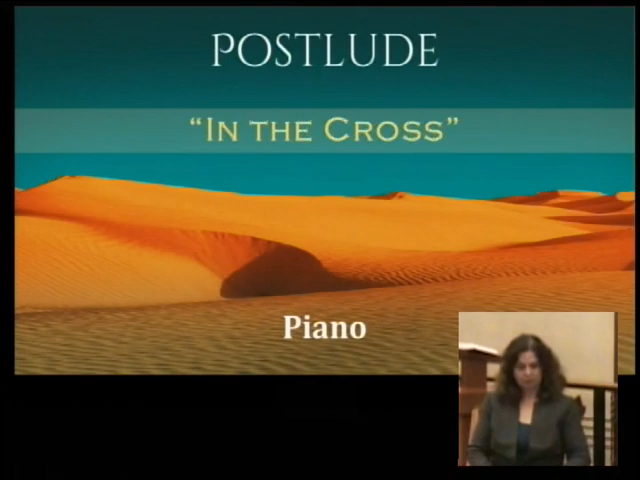 POSTLUDE
“IN THE CROSS”
Piano